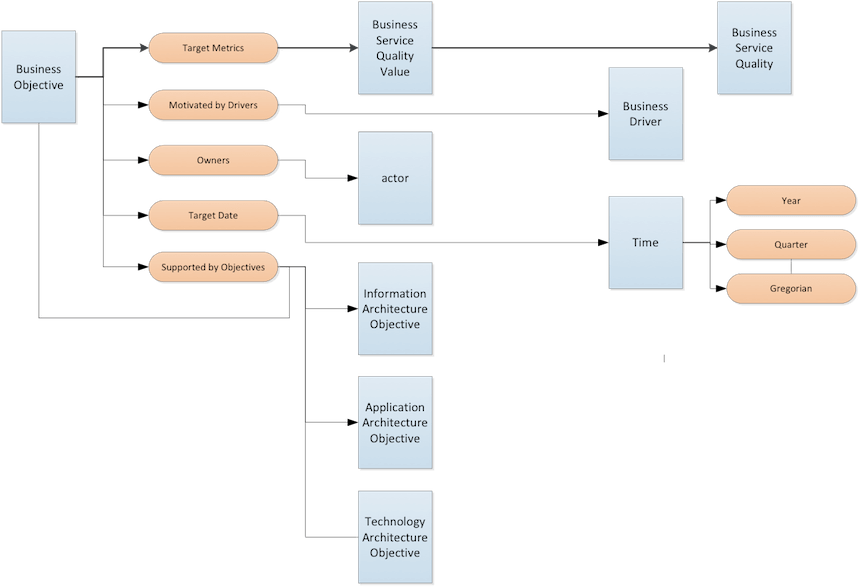 Business
Objective
Target Metrics
Business
Service
Quality
Value
Business
Service
Quality
Motivated by Drivers
Business
Driver
Owners
actor
Target Date
Time
Year
Quarter
Gregorian
Supported by Objectives
Information
Architecture
Objective
Application
Architecture
Objective
Technology
Architecture
Objective